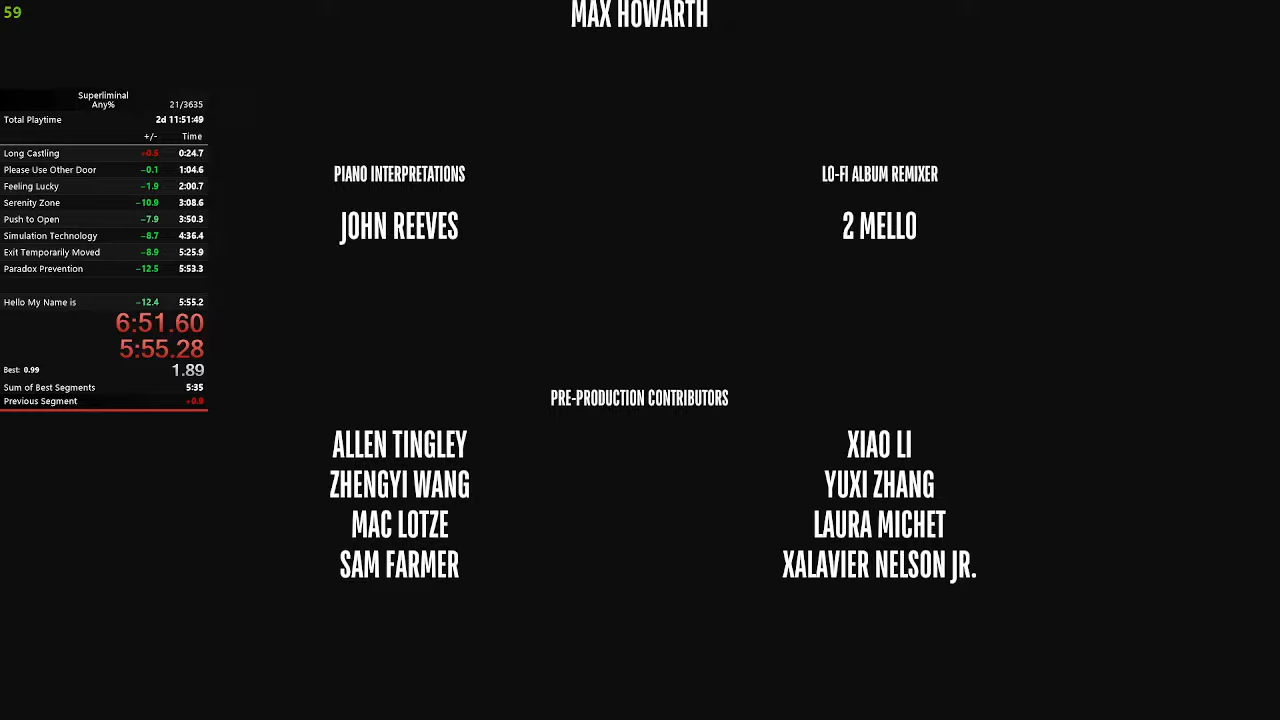 59
MAX HOWARTH
Superliminal
Any% 21/3635
Total Playtime 2d 11:51:49
+/- Time
Long Castling +0.5 0:24.7
Please Use Other Door −0.1 1:04.6
Feeling Lucky −1.9 2:00.7
Serenity Zone −10.9 3:08.6
Push to Open −7.9 3:50.3
Simulation Technology −8.7 4:36.4
Exit Temporarily Moved −8.9 5:25.9
Paradox Prevention −12.5 5:53.3
Hello My Name is −12.4 5:55.2
6:51.60
5:55.28
Best: 0.99 1.89
Sum of Best Segments 5:35
Previous Segment +0.9
PIANO INTERPRETATIONS
JOHN REEVES
LO-FI ALBUM REMIXER
2 MELLO
PRE-PRODUCTION CONTRIBUTORS
ALLEN TINGLEY
ZHENGYI WANG
MAC LOTZE
SAM FARMER
XIAO LI
YUXI ZHANG
LAURA MICHET
XALAVIER NELSON JR.